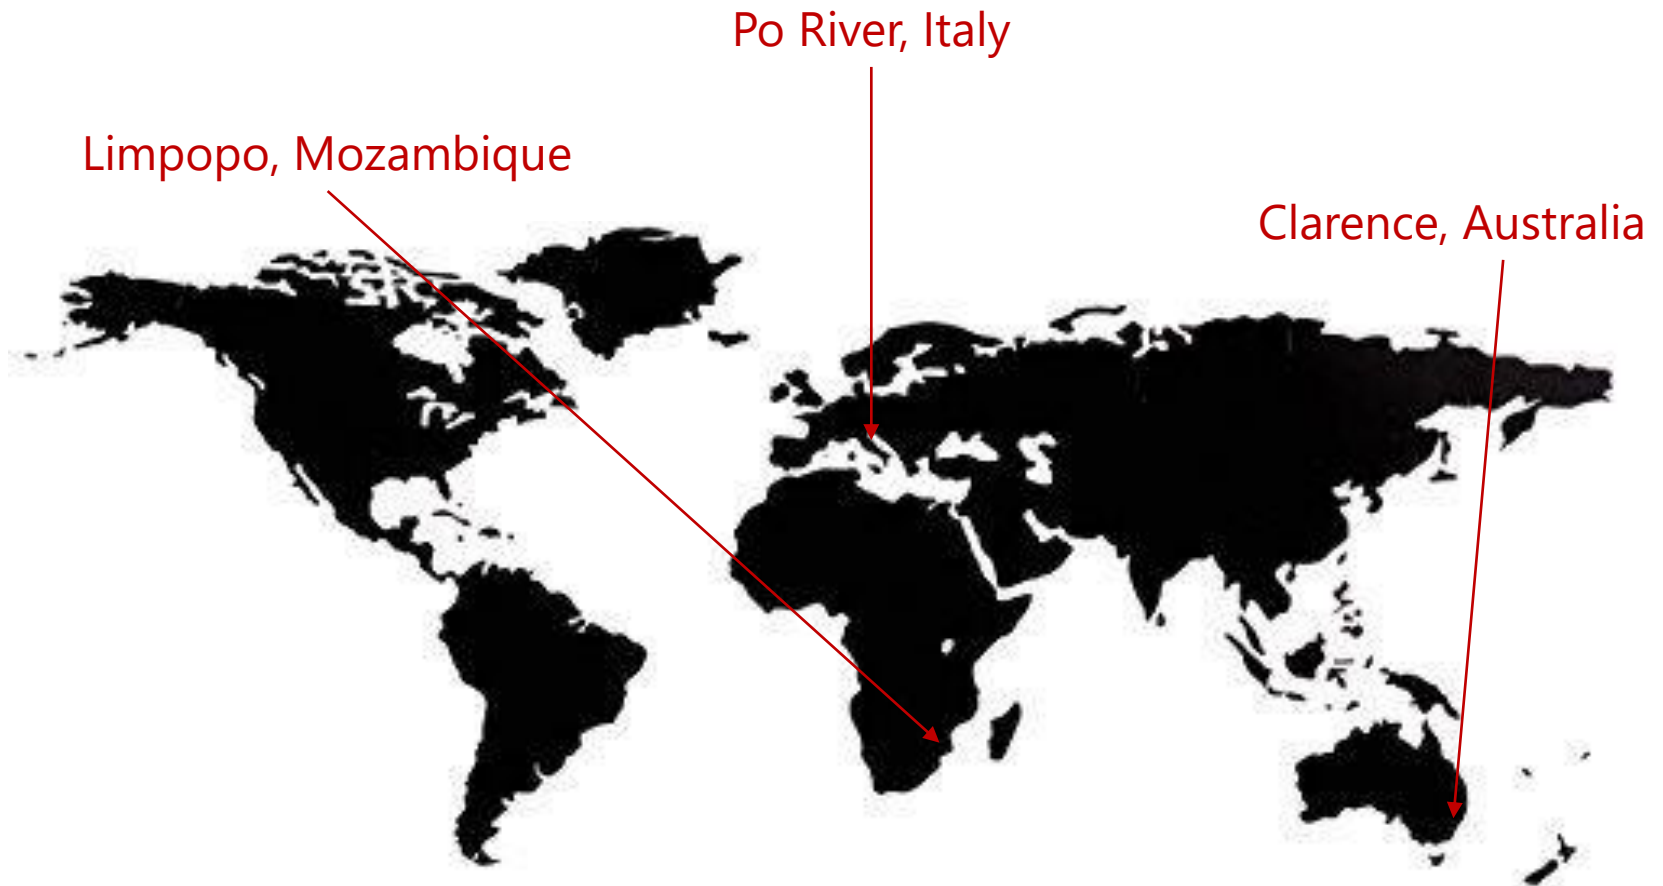 Po River, Italy
Limpopo, Mozambique
Clarence, Australia